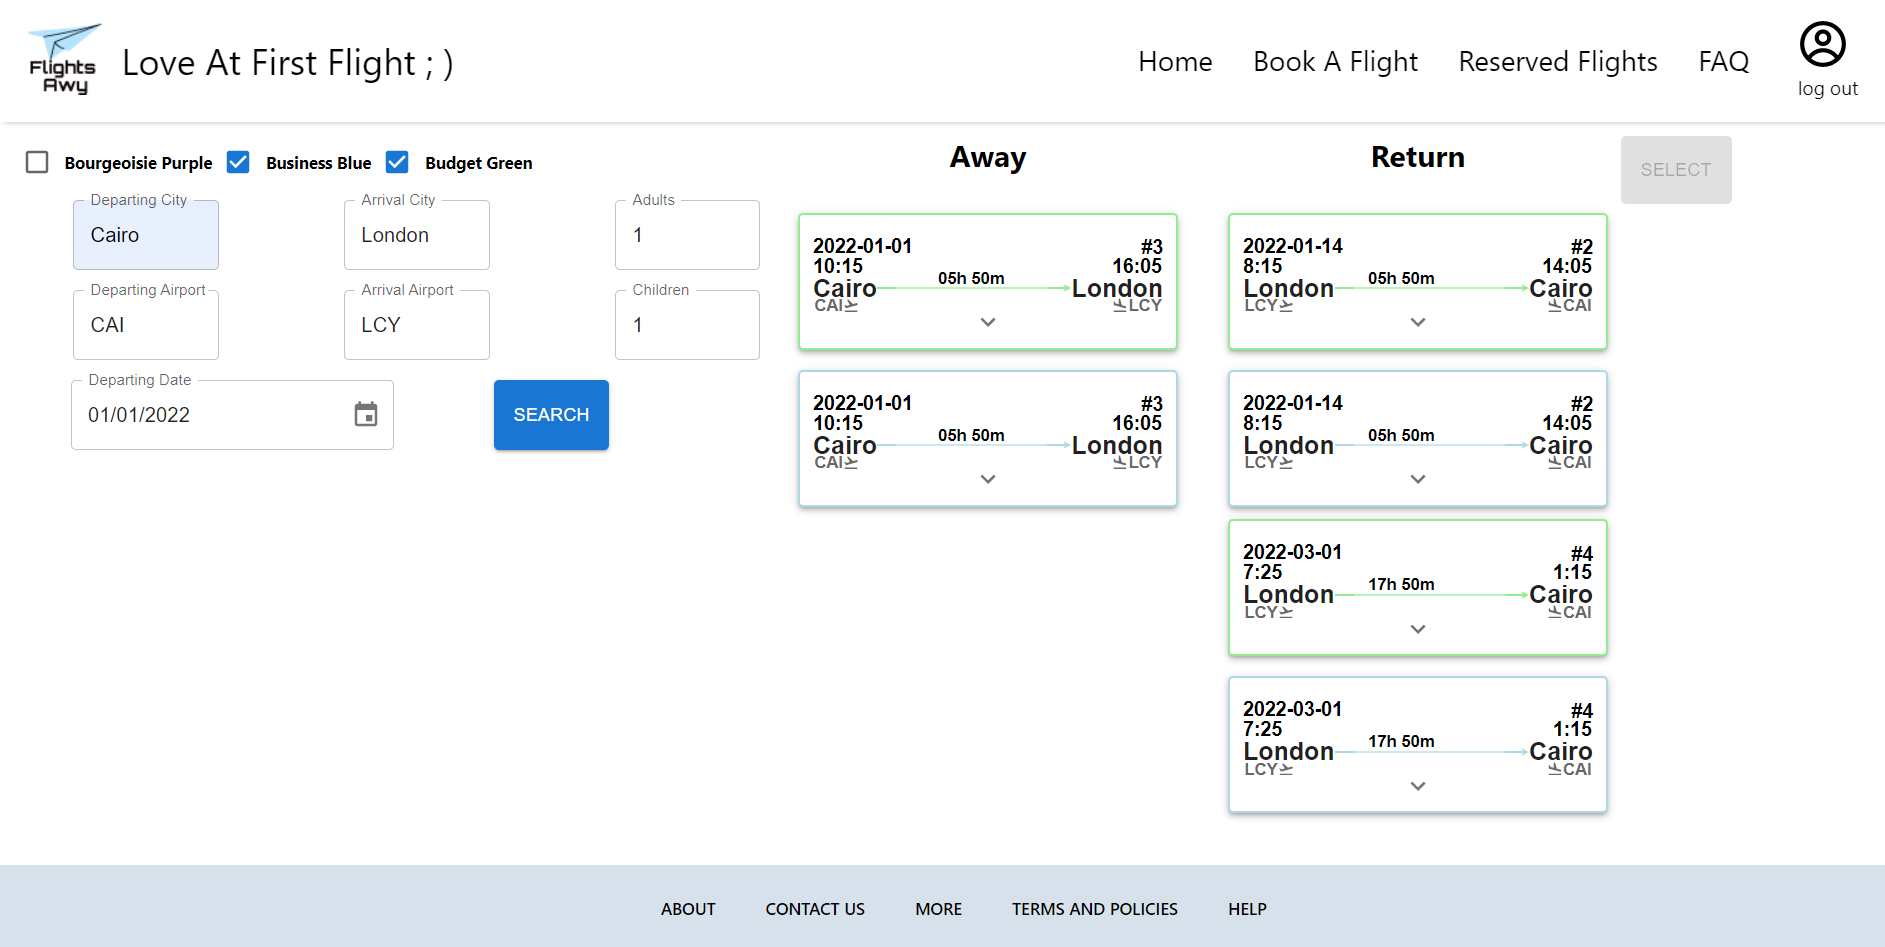 Flights
Awy
Love At First Flight ; )
Home
Book A Flight
Reserved Flights
FAQ
log out
Bourgeoisie Purple
Business Blue
Budget Green
Departing City
Cairo
Arrival City
London
Adults
1
Departing Airport
CAI
Arrival Airport
LCY
Children
1
Departing Date
01/01/2022
SEARCH
Away
2022-01-01 #3
10:15 16:05
Cairo 05h 50m London
CAI LCY
2022-01-01 #3
10:15 16:05
Cairo 05h 50m London
CAI LCY
Return
2022-01-14 #2
8:15 14:05
London 05h 50m Cairo
LCY CAI
2022-01-14 #2
8:15 14:05
London 05h 50m Cairo
LCY CAI
2022-03-01 #4
7:25 1:15
London 17h 50m Cairo
LCY CAI
2022-03-01 #4
7:25 1:15
London 17h 50m Cairo
LCY CAI
SELECT
ABOUT
CONTACT US
MORE
TERMS AND POLICIES
HELP